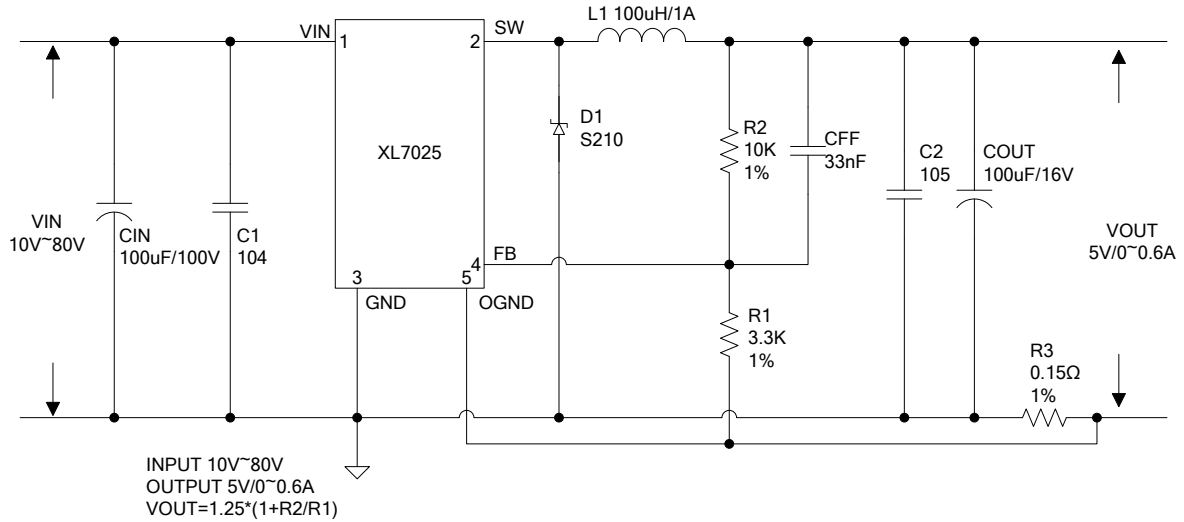 L1 100uH/1A
VIN
1
2
SW
XL7025
D1
S210
R2
10K
1%
CFF
33nF
C2
105
COUT
100uF/16V
VIN
10V~80V
CIN
100uF/100V
C1
104
VOUT
5V/0~0.6A
4
FB
3
5
GND
OGND
R1
3.3K
1%
R3
0.15Ω
1%
INPUT 10V~80V
OUTPUT 5V/0~0.6A
VOUT=1.25*(1+R2/R1)